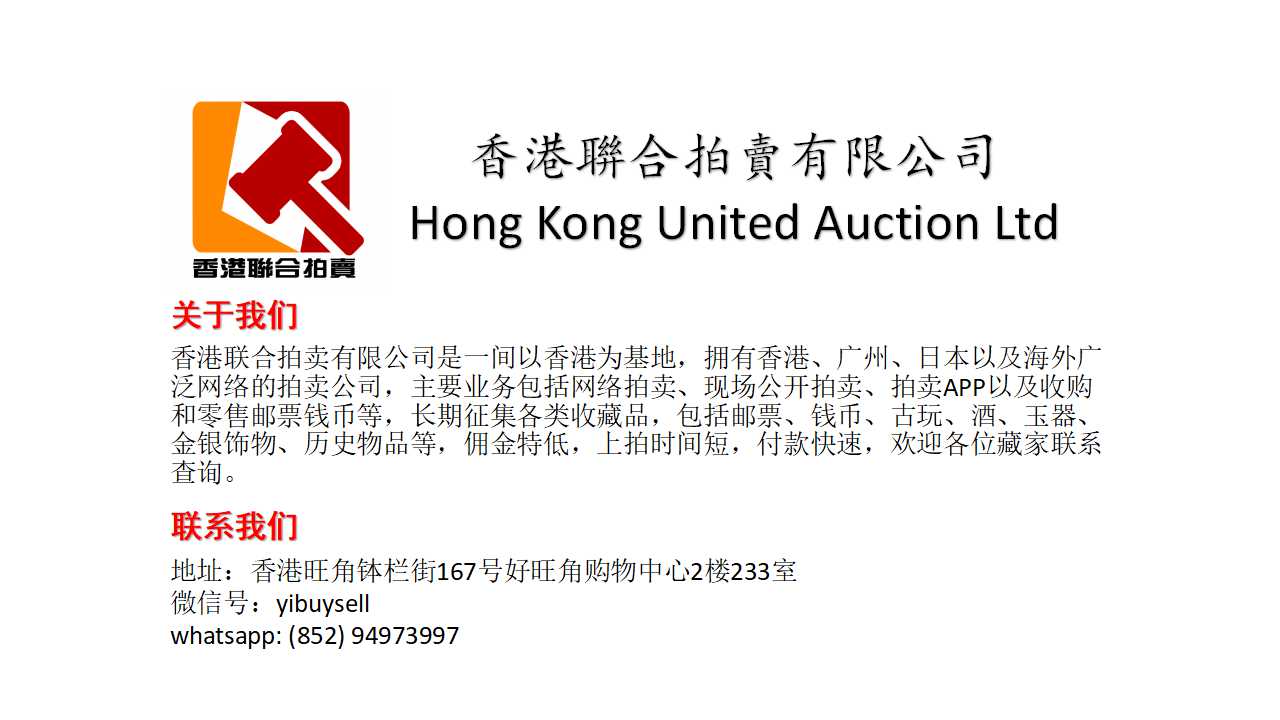 香港聯合拍賣有限公司
Hong Kong United Auction Ltd
香港聯合拍賣
关于我们
香港联合拍卖有限公司是一间以香港为基地，拥有香港、广州、日本以及海外广
泛网络的拍卖公司，主要业务包括网络拍卖、现场公开拍卖、拍卖APP以及收购
和零售邮票钱币等，长期征集各类收藏品，包括邮票、钱币、古玩、酒、玉器、
金银饰物、历史物品等，佣金特低，上拍时间短，付款快速，欢迎各位藏家联系
查询。
联系我们
地址：香港旺角钵栏街167号好旺角购物中心2楼233室
微信号：yibuysell
whatsapp: (852) 94973997